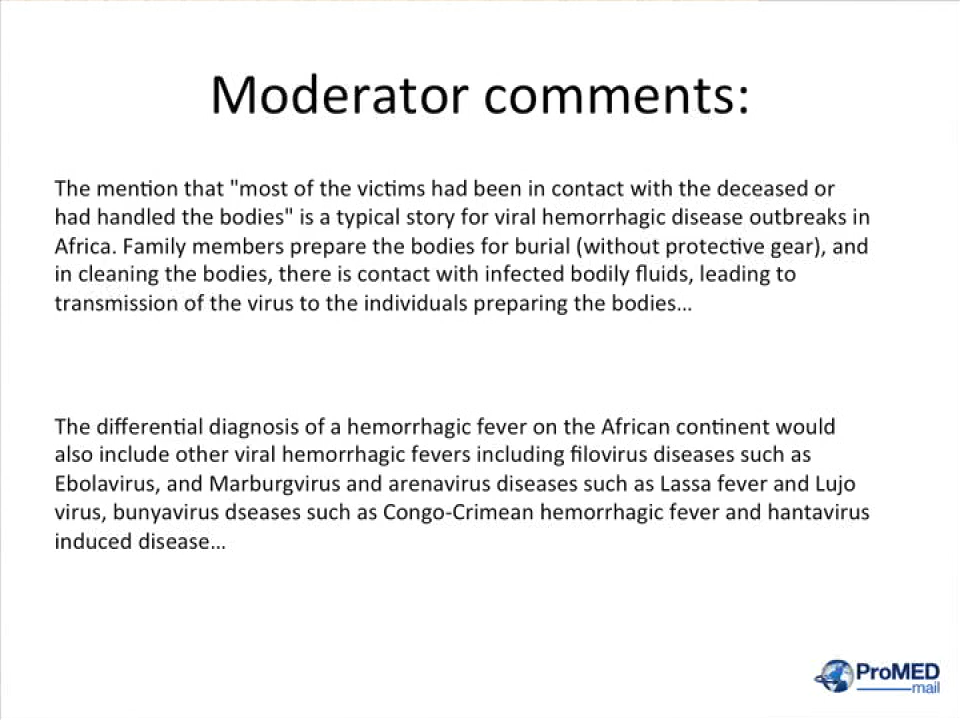 Moderator comments:
The mention that "most of the victims had been in contact with the deceased or
had handled the bodies" is a typical story for viral hemorrhagic disease outbreaks in
Africa. Family members prepare the bodies for burial (without protective gear), and
in cleaning the bodies, there is contact with infected bodily fluids, leading to
transmission of the virus to the individuals preparing the bodies…
The differential diagnosis of a hemorrhagic fever on the African continent would
also include other viral hemorrhagic fevers including filovirus diseases such as
Ebolavirus, and Marburgvirus and arenavirus diseases such as Lassa fever and Lujo
virus, bunyavirus dseases such as Congo-Crimean hemorrhagic fever and hantavirus
induced disease…
ProMED
mail